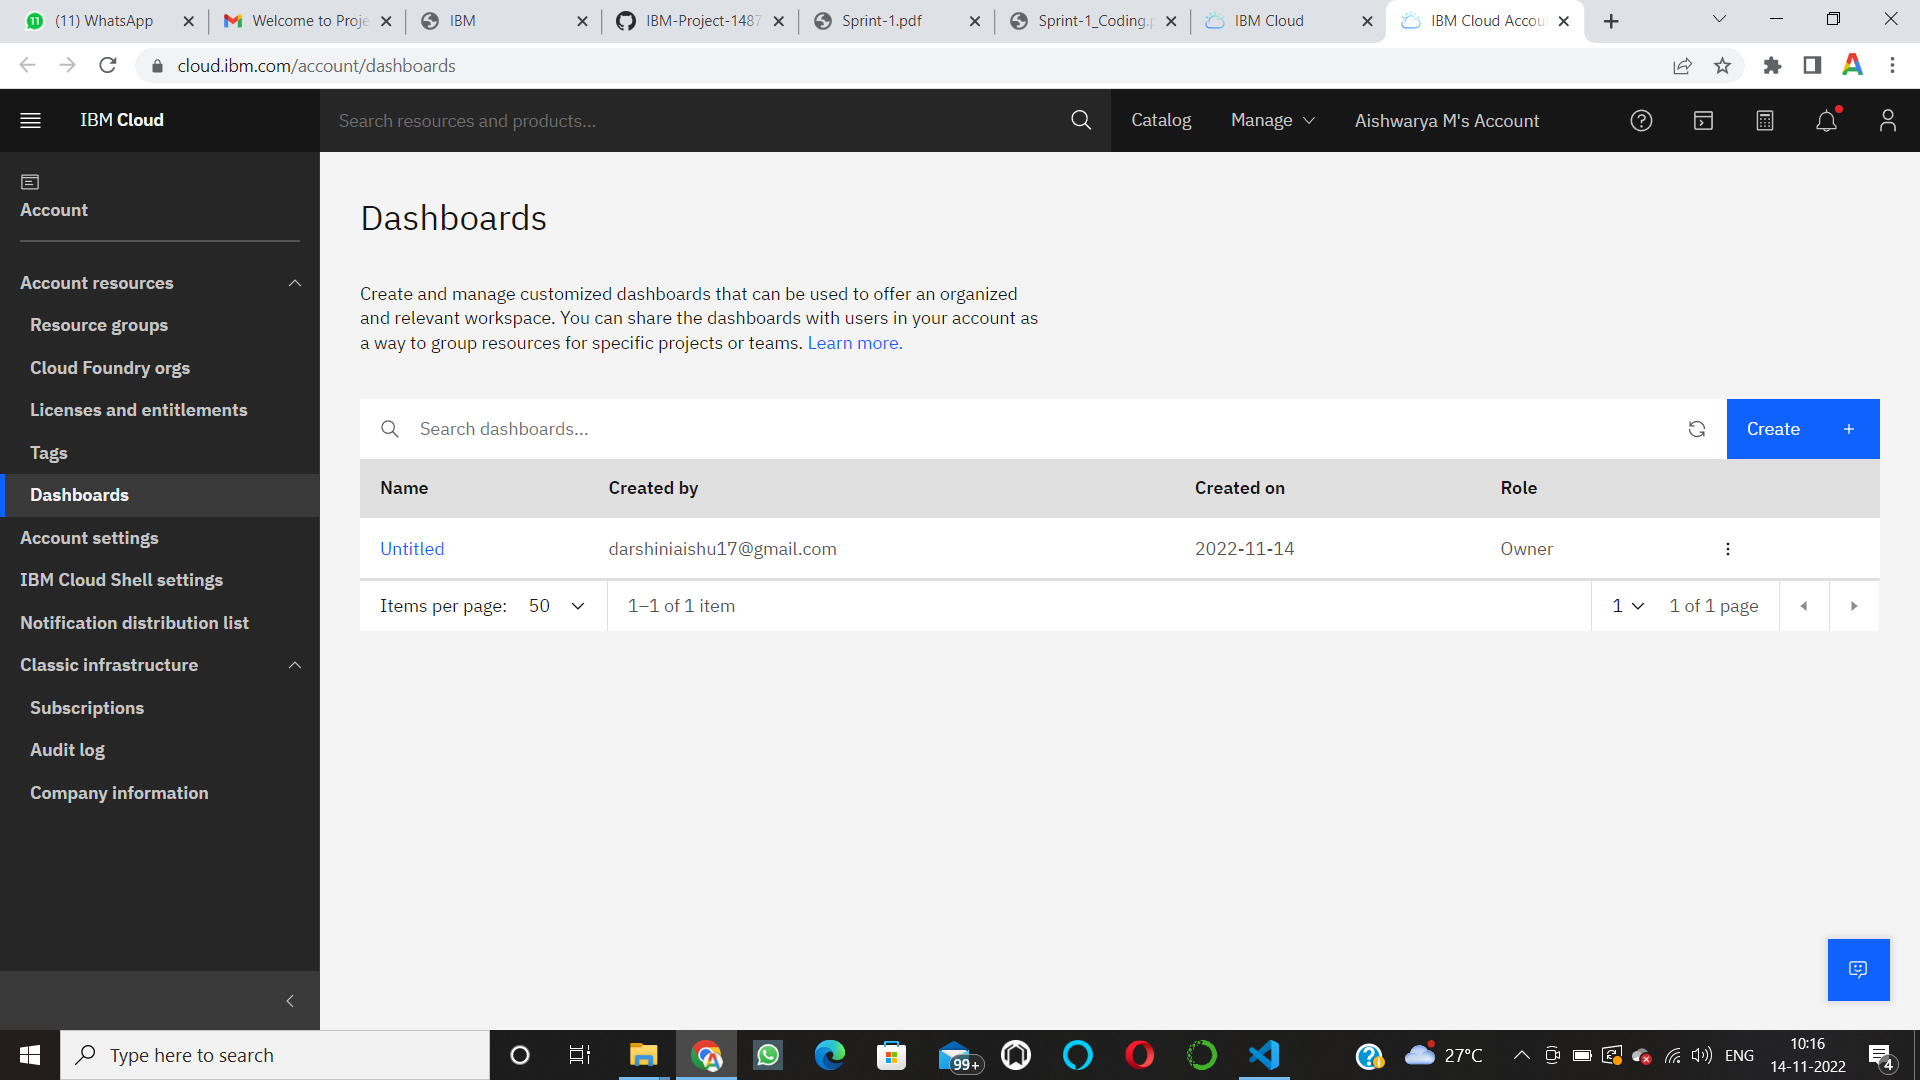 (11) WhatsApp
Welcome to Proje
IBM
IBM-Project-1487
Sprint-1.pdf
Sprint-1_Coding.p
IBM Cloud
IBM Cloud Accou
cloud.ibm.com/account/dashboards
IBM Cloud
Search resources and products...
Catalog
Manage
Aishwarya M's Account
Account
Account resources
Resource groups
Cloud Foundry orgs
Licenses and entitlements
Tags
Dashboards
Account settings
IBM Cloud Shell settings
Notification distribution list
Classic infrastructure
Subscriptions
Audit log
Company information
Dashboards
Create and manage customized dashboards that can be used to offer an organized
and relevant workspace. You can share the dashboards with users in your account as
a way to group resources for specific projects or teams. Learn more.
Search dashboards...
Create +
Name Created by Created on Role
Untitled darshiniaishu17@gmail.com 2022-11-14 Owner
Items per page: 50 1–1 of 1 item 1 1 of 1 page
Type here to search
99+
27°C
ENG
10:16
14-11-2022
4